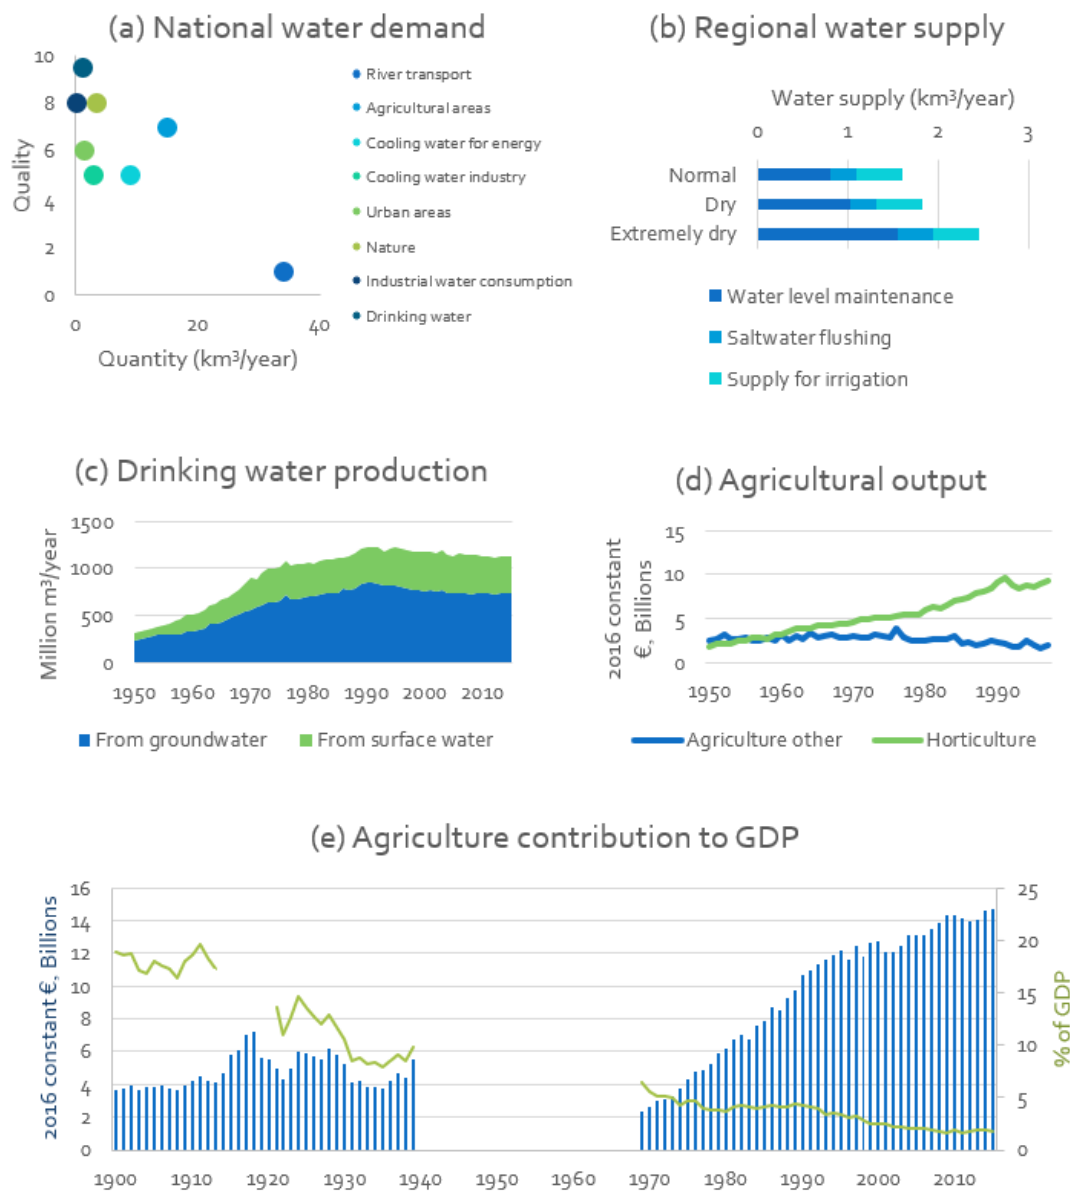 (a) National water demand
10
8
6
4
2
0
Quality
0 20 40
Quantity (km³/year)
River transport
Agricultural areas
Cooling water for energy
Cooling water industry
Urban areas
Nature
Industrial water consumption
Drinking water
(b) Regional water supply
Water supply (km³/year)
0 1 2 3
Normal
Dry
Extremely dry
Water level maintenance
Saltwater flushing
Supply for irrigation
(c) Drinking water production
Million m³/year
1500
1000
500
0
1950 1960 1970 1980 1990 2000 2010
From groundwater From surface water
(d) Agricultural output
2016 constant
€, Billions
15
10
5
0
1950 1960 1970 1980 1990
Agriculture other Horticulture
(e) Agriculture contribution to GDP
2016 constant €, Billions
16
14
12
10
8
6
4
2
0
25
20
15
10
5
0
% of GDP
1900 1910 1920 1930 1940 1950 1960 1970 1980 1990 2000 2010